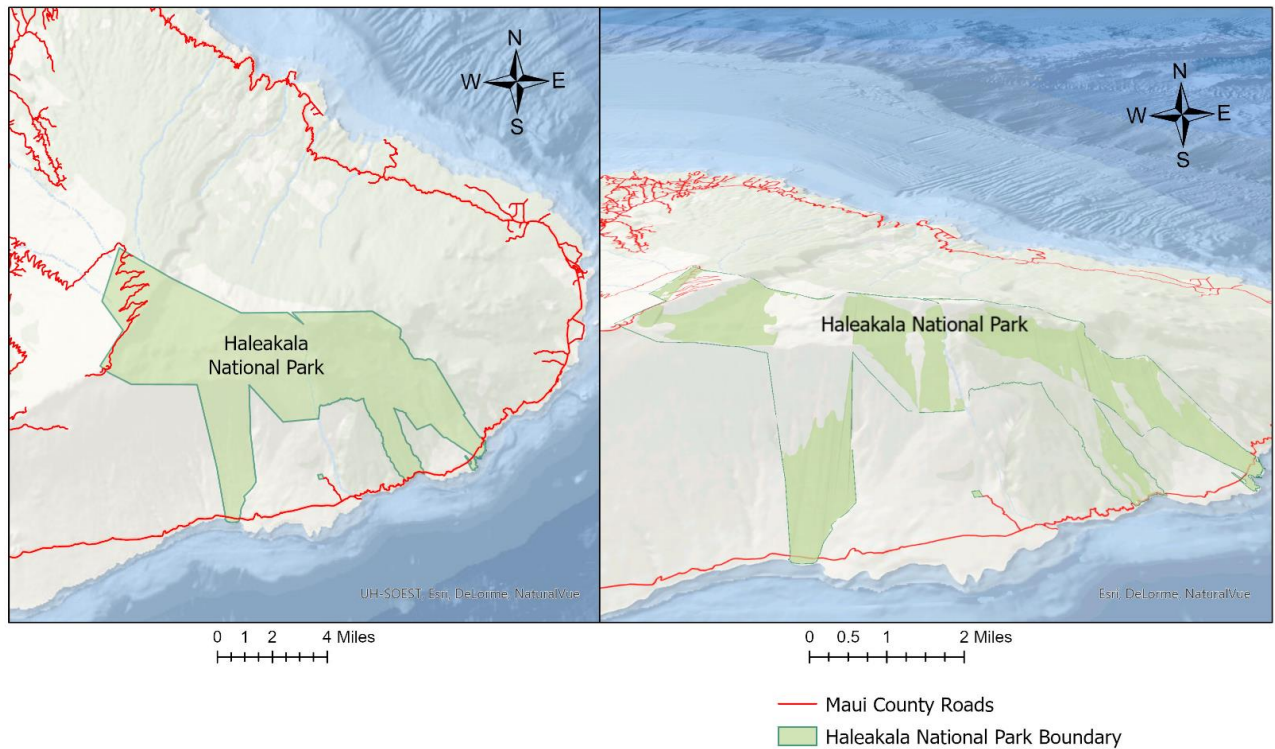 N
W E
S
Haleakala
National Park
UH-SOEST, Esri, DeLorme, NaturalVue
0 1 2 4 Miles
N
W E
S
Haleakala National Park
Esri, DeLorme, NaturalVue
0 0.5 1 2 Miles
Maui County Roads
Haleakala National Park Boundary